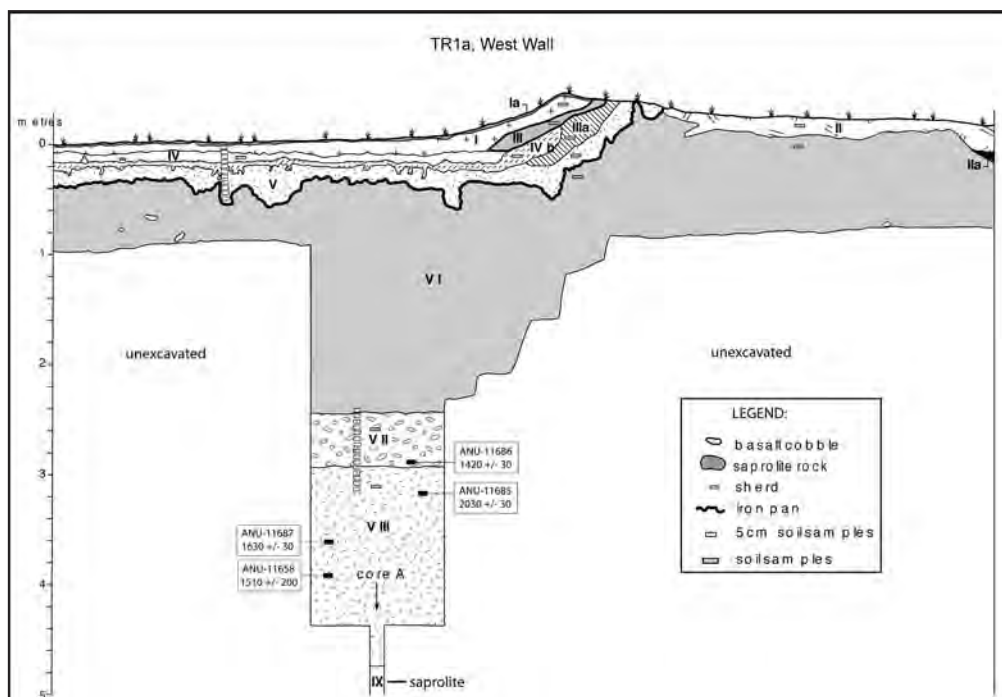 TR1a, West Wall
metres
0
1
2
3
4
5
Ia
I
III
IIIa
IV b
IV
A
V
II
IIa
V I
unexcavated
unexcavated
V II
V III
ANU-11686
1420 +/- 30
ANU-11685
2030 +/- 30
ANU-11687
1630 +/- 30
ANU-11658
1510 +/- 200
core A
IX
saprolite
LEGEND:
basalt cobble
saprolite rock
sherd
iron pan
5cm soil samples
soil samples